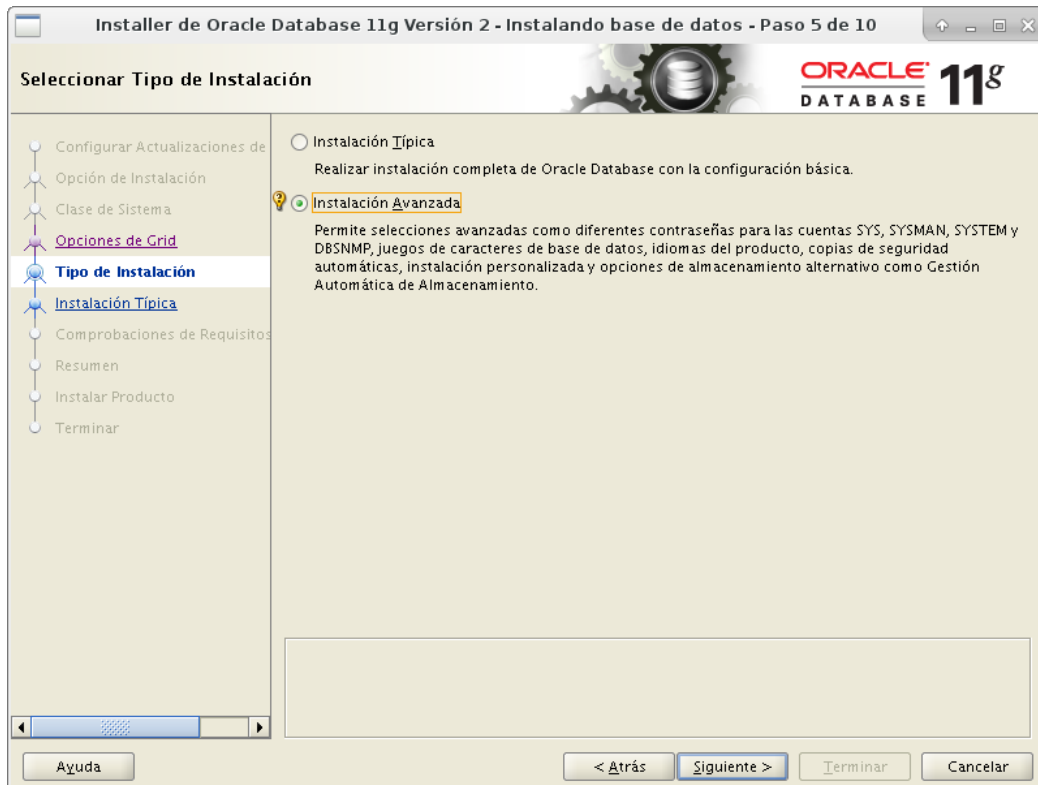 Installer de Oracle Database 11g Versión 2 - Instalando base de datos - Paso 5 de 10
Seleccionar Tipo de Instalación
ORACLE
DATABASE
11g
Configurar Actualizaciones de
Opción de Instalación
Clase de Sistema
Opciones de Grid
Tipo de Instalación
Instalación Típica
Comprobaciones de Requisitos
Resumen
Instalar Producto
Terminar
Instalación Típica
Realizar instalación completa de Oracle Database con la configuración básica.
Instalación Avanzada
Permite selecciones avanzadas como diferentes contraseñas para las cuentas SYS, SYSMAN, SYSTEM y
DBSNMP, juegos de caracteres de base de datos, idiomas del producto, copias de seguridad
automáticas, instalación personalizada y opciones de almacenamiento alternativo como Gestión
Automática de Almacenamiento.
Ayuda
< Atrás
Siguiente >
Terminar
Cancelar